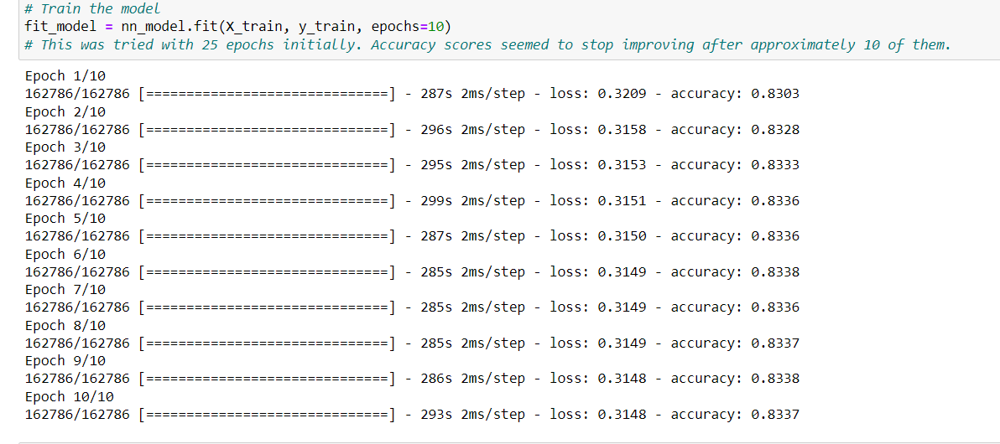 # Train the model
fit_model = nn_model.fit(X_train, y_train, epochs=10)
# This was tried with 25 epochs initially. Accuracy scores seemed to stop improving after approximately 10 of them.
Epoch 1/10
162786/162786 [==============================] - 287s 2ms/step - loss: 0.3209 - accuracy: 0.8303
Epoch 2/10
162786/162786 [==============================] - 296s 2ms/step - loss: 0.3158 - accuracy: 0.8328
Epoch 3/10
162786/162786 [==============================] - 295s 2ms/step - loss: 0.3153 - accuracy: 0.8333
Epoch 4/10
162786/162786 [==============================] - 299s 2ms/step - loss: 0.3151 - accuracy: 0.8336
Epoch 5/10
162786/162786 [==============================] - 287s 2ms/step - loss: 0.3150 - accuracy: 0.8336
Epoch 6/10
162786/162786 [==============================] - 285s 2ms/step - loss: 0.3149 - accuracy: 0.8338
Epoch 7/10
162786/162786 [==============================] - 285s 2ms/step - loss: 0.3149 - accuracy: 0.8336
Epoch 8/10
162786/162786 [==============================] - 285s 2ms/step - loss: 0.3149 - accuracy: 0.8337
Epoch 9/10
162786/162786 [==============================] - 286s 2ms/step - loss: 0.3148 - accuracy: 0.8338
Epoch 10/10
162786/162786 [==============================] - 293s 2ms/step - loss: 0.3148 - accuracy: 0.8337